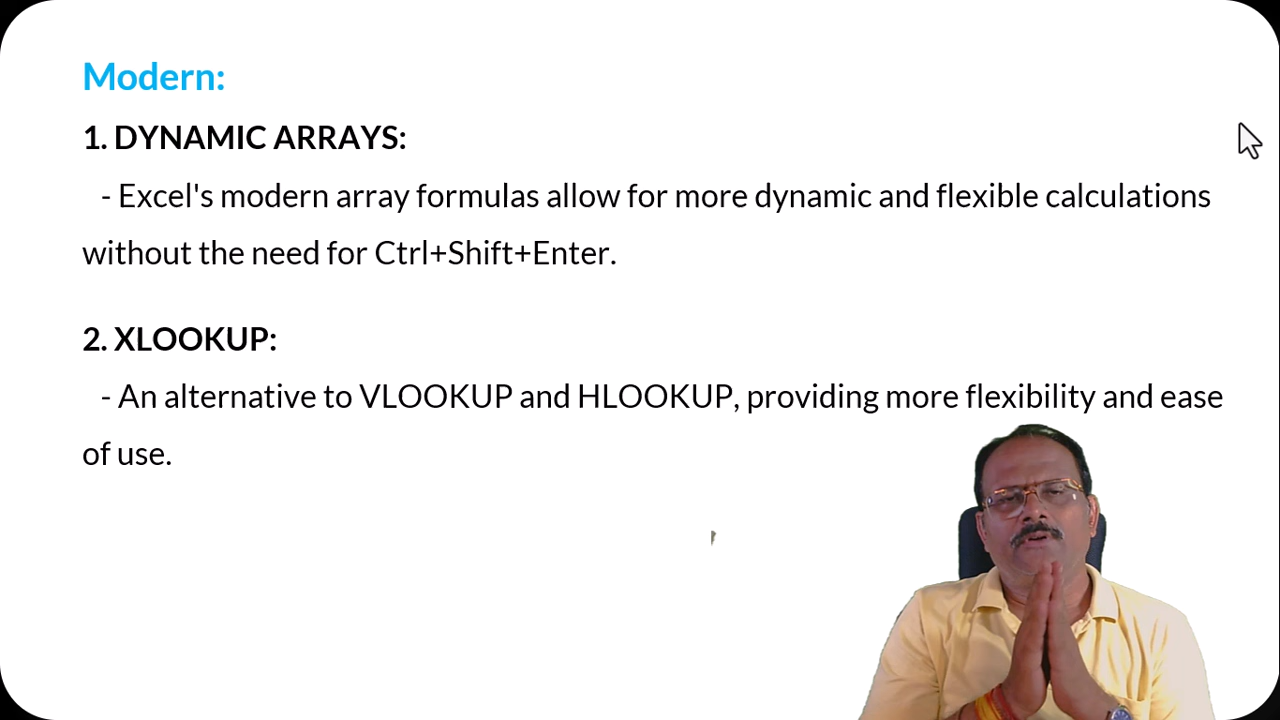 Modern:
1. DYNAMIC ARRAYS:
- Excel's modern array formulas allow for more dynamic and flexible calculations
without the need for Ctrl+Shift+Enter.
2. XLOOKUP:
- An alternative to VLOOKUP and HLOOKUP, providing more flexibility and ease
of use.